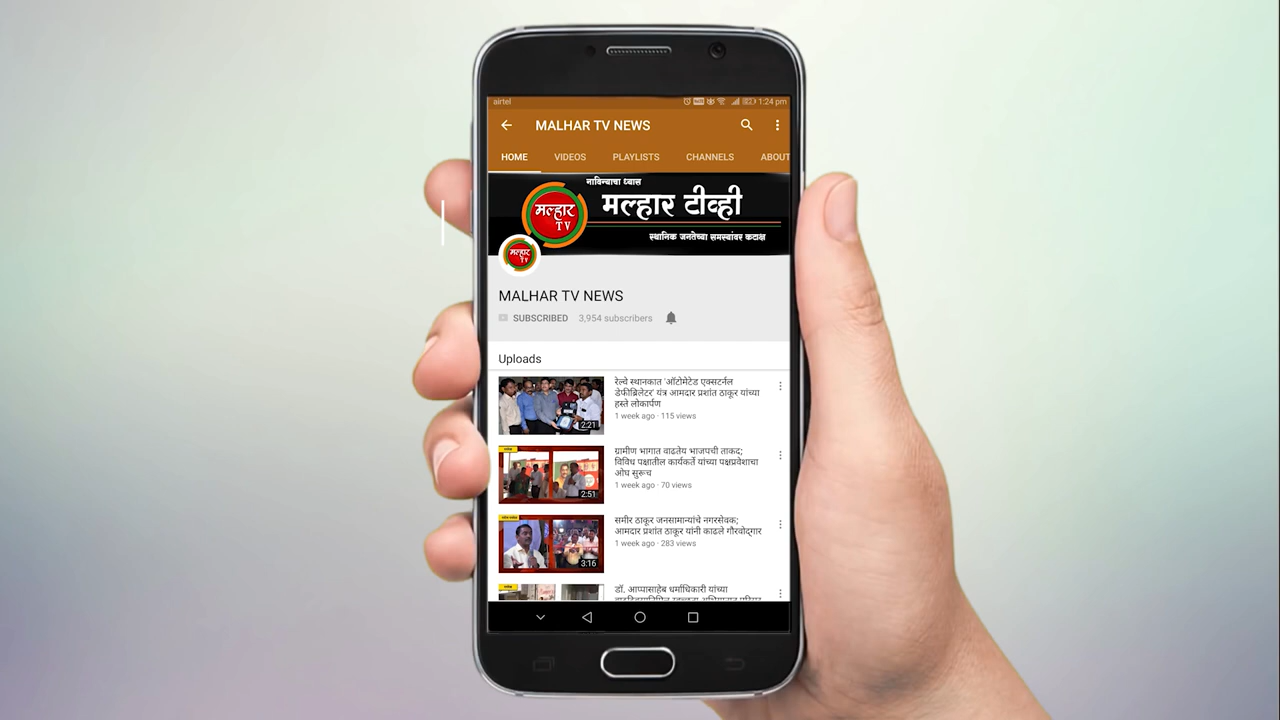 airtel
1:24 pm
MALHAR TV NEWS
HOME VIDEOS PLAYLISTS CHANNELS ABOUT
नाविन्याचा ध्यास
मल्हार टीव्ही
मल्हार
TV
स्थानिक जनतेच्या समस्यांवर कटाक्ष
मल्हार
TV
MALHAR TV NEWS
SUBSCRIBED 3,954 subscribers
Uploads
रेल्वे स्थानकात 'ऑटोमेटेड एक्सटर्नल
डेफीब्रिलेटर' यंत्र आमदार प्रशांत ठाकूर यांच्या
हस्ते लोकार्पण
1 week ago · 115 views
2:21
ग्रामीण भागात वाढतेय भाजपची ताकद;
विविध पक्षातील कार्यकर्ते यांच्या पक्षप्रवेशाचा
ओघ सुरूच
1 week ago · 70 views
2:51
समीर ठाकूर जनसामान्यांचे नगरसेवक;
आमदार प्रशांत ठाकूर यांनी काढले गौरवोद्गार
1 week ago · 283 views
3:16
डॉ. आप्पासाहेब धर्माधिकारी यांच्या